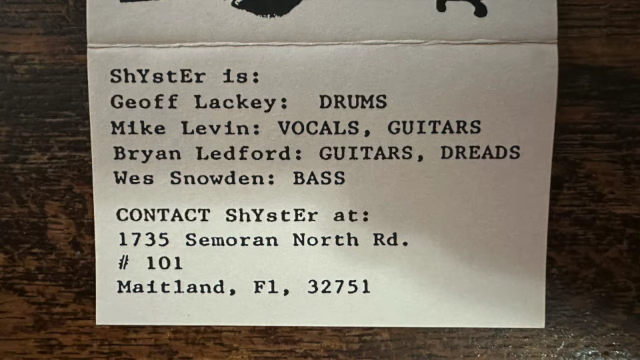 ShYstEr is:
Geoff Lackey: DRUMS
Mike Levin: VOCALS, GUITARS
Bryan Ledford: GUITARS, DREADS
Wes Snowden: BASS
CONTACT ShYstEr at:
1735 Semoran North Rd.
# 101
Maitland, Fl, 32751